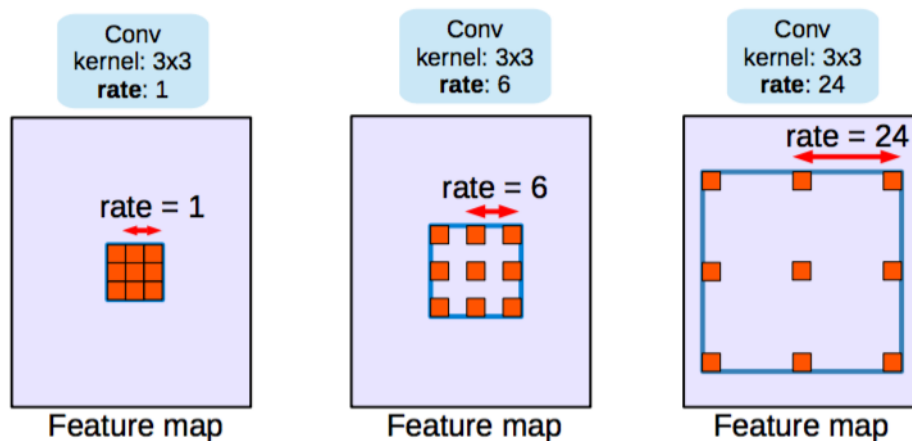 Conv
kernel: 3x3
rate: 1
Conv
kernel: 3x3
rate: 6
Conv
kernel: 3x3
rate: 24
rate = 1
rate = 6
rate = 24
Feature map
Feature map
Feature map